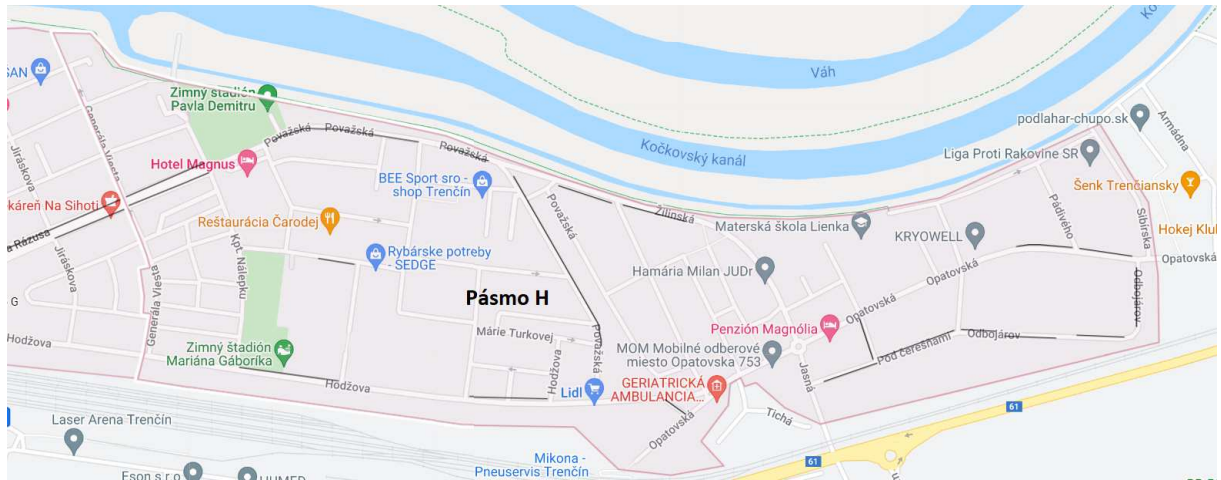 SAN
Zimny štadión
Pavla Demitru
Generála Viesta
Jiráskova
Považská
Považská
Považská
Hotel Magnus
káreň Na Sihoti
a Rázusa
Jiráskova
G
Hodžova
Generála Viesta
Kpt. Nálepku
Reštaurácia Čarodej
BEE Sport sro -
shop Trenčín
Rybárske potreby
- SEDGE
Pásmo H
Považská
Považská
Márie Turkovej
Zimný štadión
Mariána Gáboríka
Hodžova
Hodžova
Lidl
Laser Arena Trenčín
Eson s r o
HUMED
Mikona -
Pneuservis Trenčín
Opatovská
GERIATRICKÁ
AMBULANCIA...
MOM Mobilné odberové
miesto Opatovska 753
Tichá
Jasná
61
61
Penzión Magnólia
Hamária Milan JUDr
Žilinská
Materská škola Lienka
Kočkovský kanál
Váh
KRYOWELL
Opatovská
Opatovská
Pod čerešňami
Odbojárov
Odbojárov
Pádivého
Sibírska
Liga Proti Rakovine SR
podlahar-chupo.sk
Armádna
Šenk Trenčiansky
Hokej Klu
Opatovská